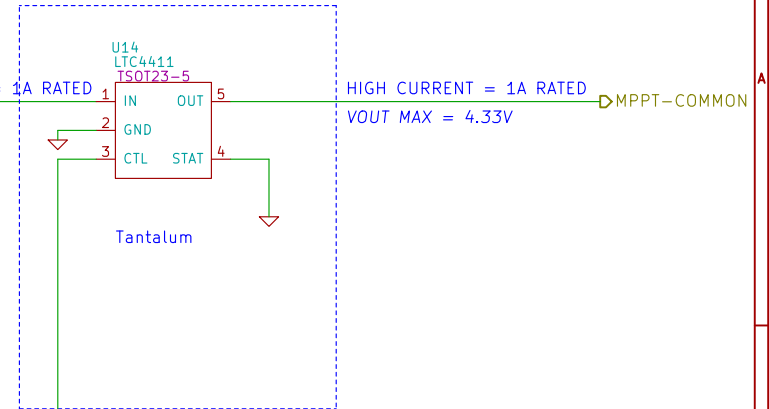 U14
LTC4411
TSOT23-5
= 1A RATED
1 IN
OUT 5
HIGH CURRENT = 1A RATED
MPPT-COMMON
VOUT MAX = 4.33V
2 GND
3 CTL
STAT 4
Tantalum
A